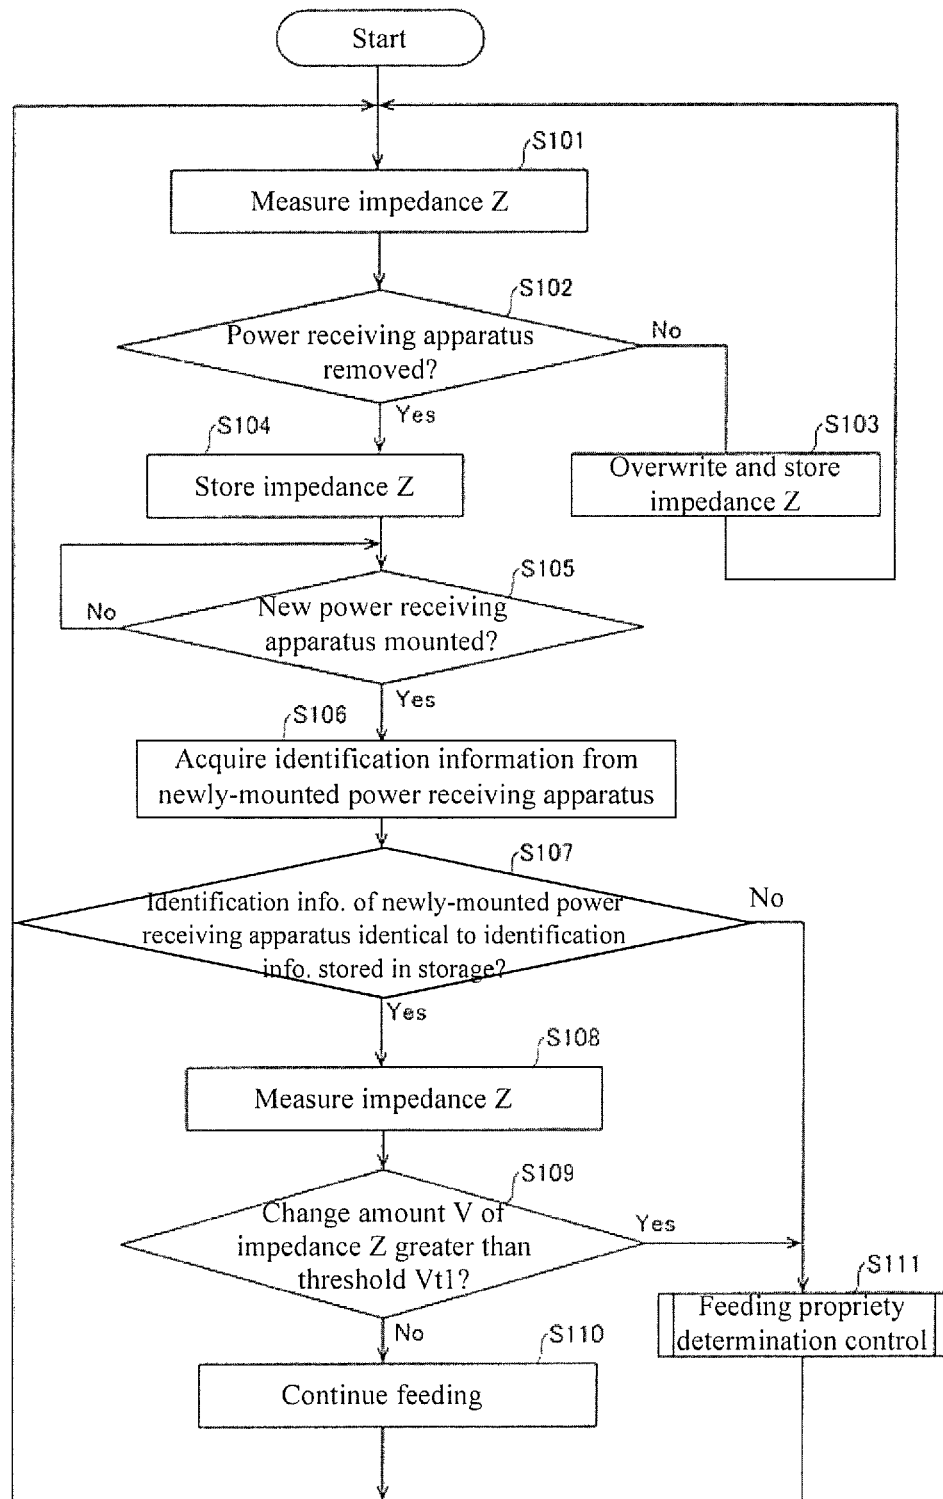 Start
S101
Measure impedance Z
S102
Power receiving apparatus
removed?
No
Yes
S104
Store impedance Z
S103
Overwrite and store
impedance Z
S105
New power receiving
apparatus mounted?
No
Yes
S106
Acquire identification information from
newly-mounted power receiving apparatus
S107
Identification info. of newly-mounted power
receiving apparatus identical to identification
info. stored in storage?
No
Yes
S108
Measure impedance Z
S109
Change amount V of
impedance Z greater than
threshold Vt1?
Yes
No
S111
Feeding propriety
determination control
S110
Continue feeding